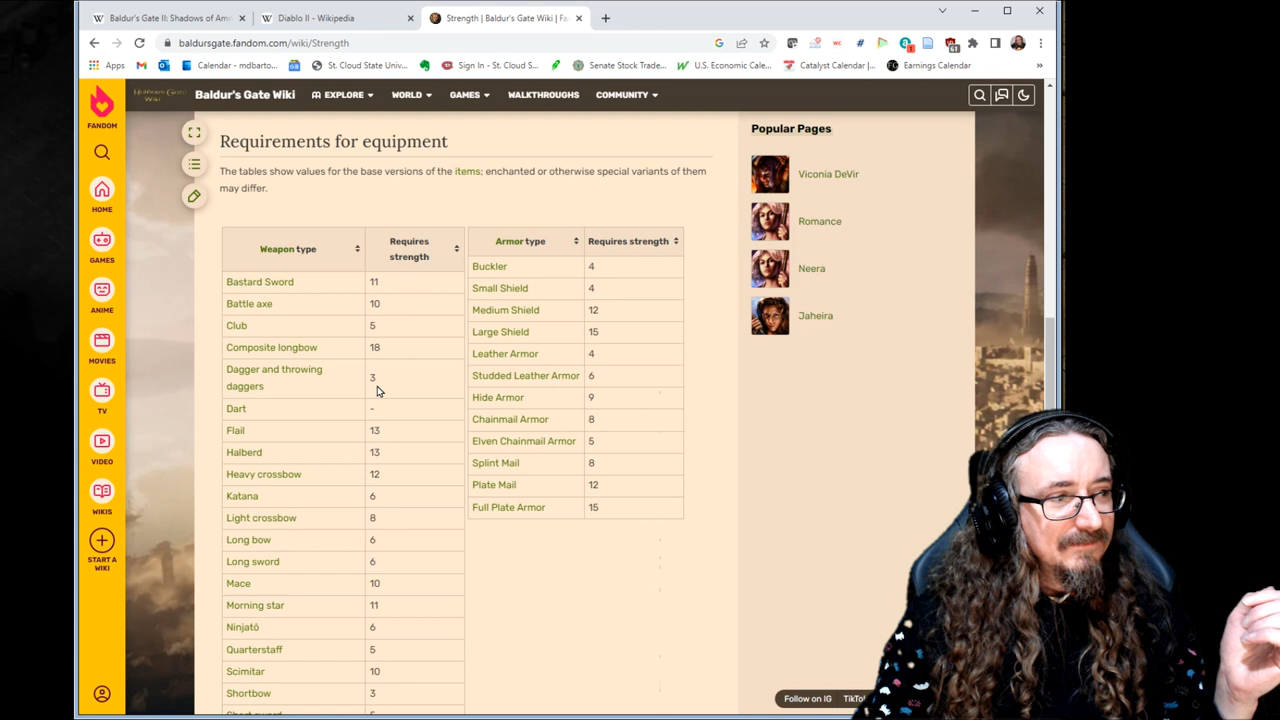 Baldur's Gate II: Shadows of Amn
Diablo II - Wikipedia
Strength | Baldur's Gate Wiki | Fa
baldursgate.fandom.com/wiki/Strength
Apps
Calendar - mdbarto...
St. Cloud State Univ...
Sign In - St. Cloud S...
Senate Stock Trade...
U.S. Economic Cale...
Catalyst Calendar |...
Earnings Calendar
»
FANDOM
HOME
GAMES
ANIME
MOVIES
TV
VIDEO
WIKIS
START A
WIKI
Baldur's Gate Wiki
EXPLORE
WORLD
GAMES
WALKTHROUGHS
COMMUNITY
Requirements for equipment
The tables show values for the base versions of the items; enchanted or otherwise special variants of them
may differ.
Weapon type Requires strength
Bastard Sword 11
Battle axe 10
Club 5
Composite longbow 18
Dagger and throwing daggers 3
Dart -
Flail 13
Halberd 13
Heavy crossbow 12
Katana 6
Light crossbow 8
Long bow 6
Long sword 6
Mace 10
Morning star 11
Ninjatō 6
Quarterstaff 5
Scimitar 10
Shortbow 3
Armor type Requires strength
Buckler 4
Small Shield 4
Medium Shield 12
Large Shield 15
Leather Armor 4
Studded Leather Armor 6
Hide Armor 9
Chainmail Armor 8
Elven Chainmail Armor 5
Splint Mail 8
Plate Mail 12
Full Plate Armor 15
Popular Pages
Viconia DeVir
Romance
Neera
Jaheira
Follow on IG
TikTo